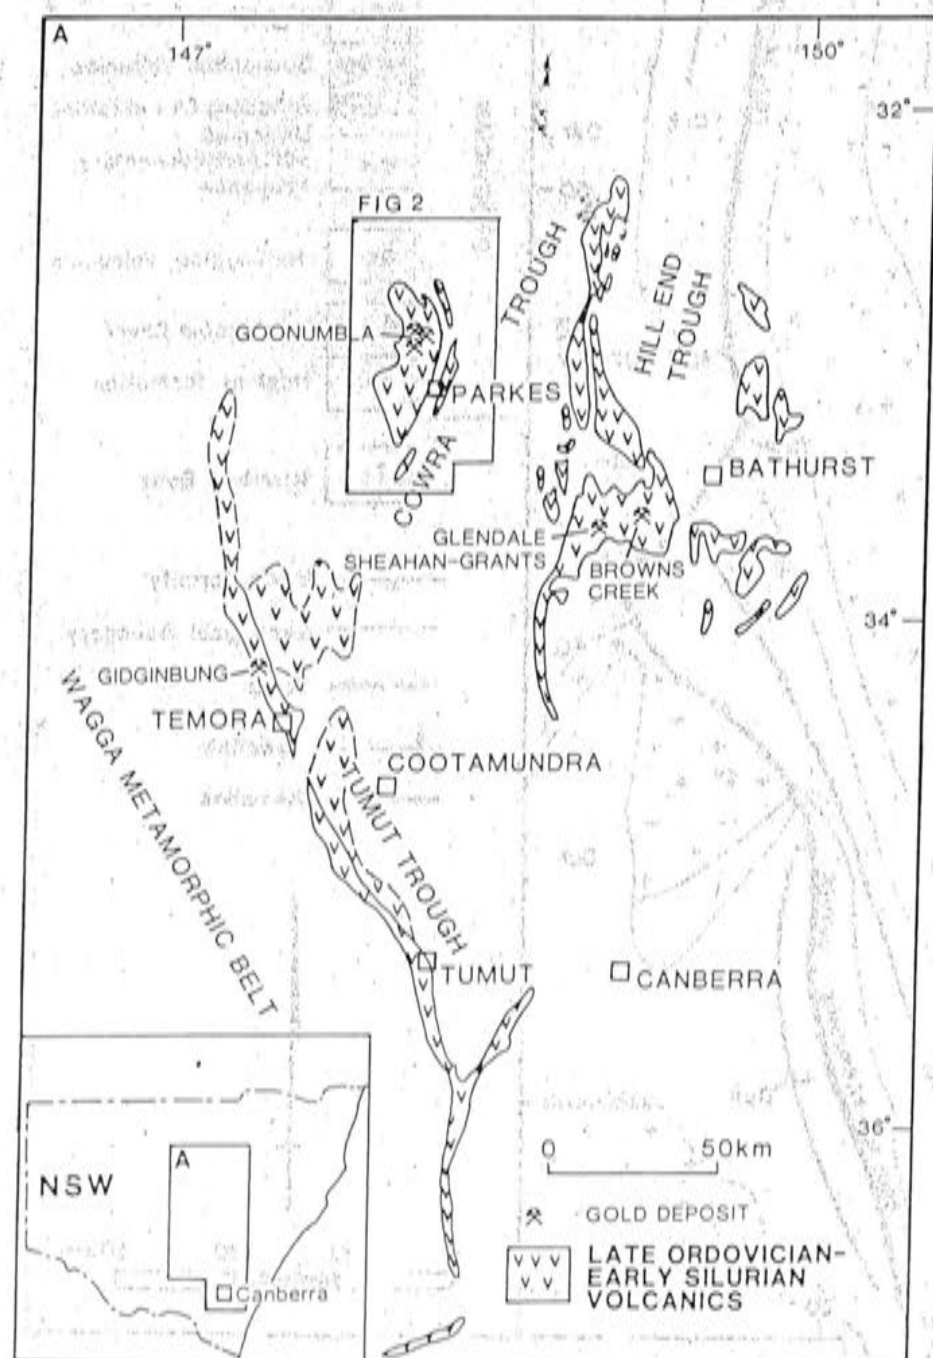 A
147°
150°
32°
FIG 2
TROUGH
HILL END
TROUGH
GOONUMBLA
PARKES
COWRA
BATHURST
GLENDALE
SHEAHAN-GRANTS
BROWNS
CREEK
34°
GIDGINBUNG
TEMORA
WAGGA METAMORPHIC BELT
COOTAMUNDRA
TUMUT TROUGH
TUMUT
CANBERRA
36°
0 50km
A
NSW
Canberra
GOLD DEPOSIT
LATE ORDOVICIAN-
EARLY SILURIAN
VOLCANICS